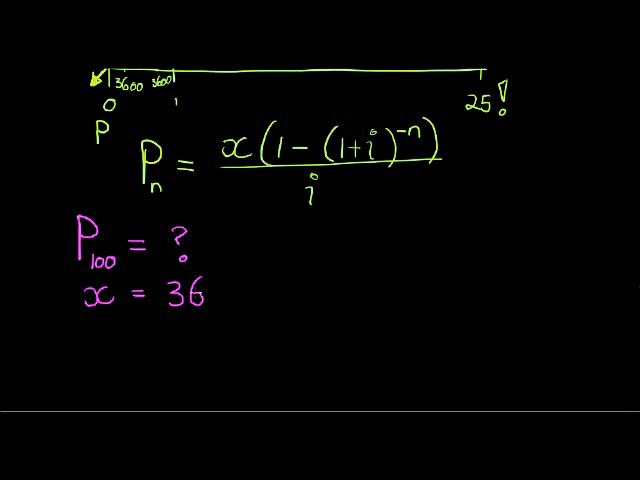 3600 3600
0 1 25!
P
Pn = x(1 - (1+i)^-n) / i
P100 = ?
x = 36